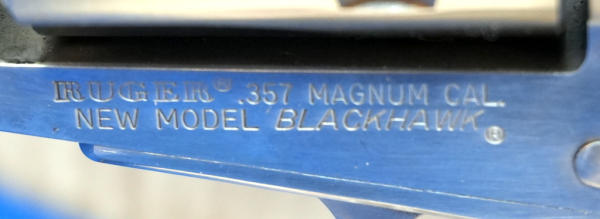 RUGER® .357 MAGNUM CAL.
NEW MODEL BLACKHAWK®